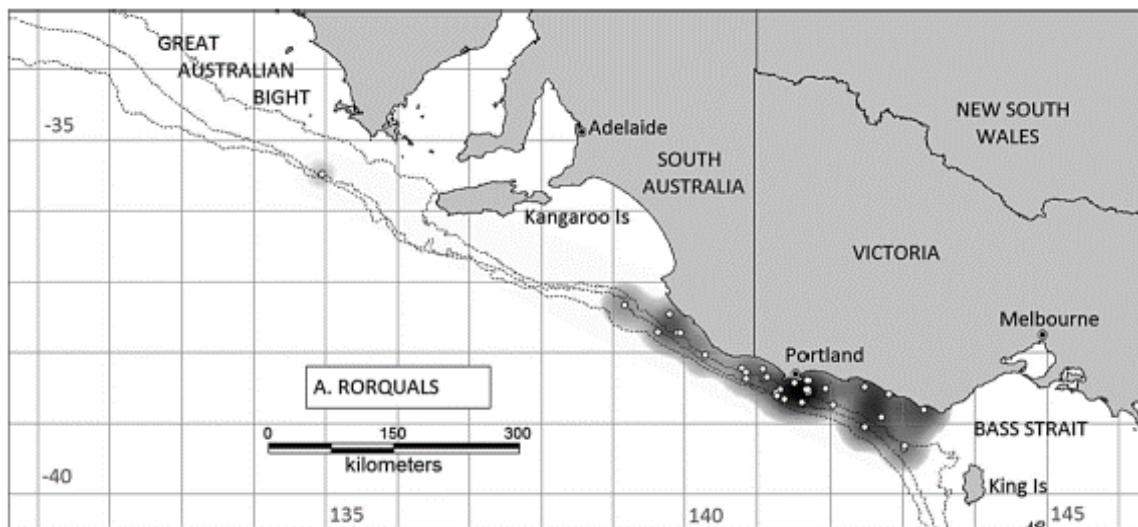 GREAT
AUSTRALIAN
BIGHT
-35
Adelaide
NEW SOUTH
WALES
SOUTH
AUSTRALIA
Kangaroo Is
VICTORIA
Melbourne
Portland
A. RORQUALS
0 150 300
kilometers
BASS STRAIT
-40
King Is
135
140
145